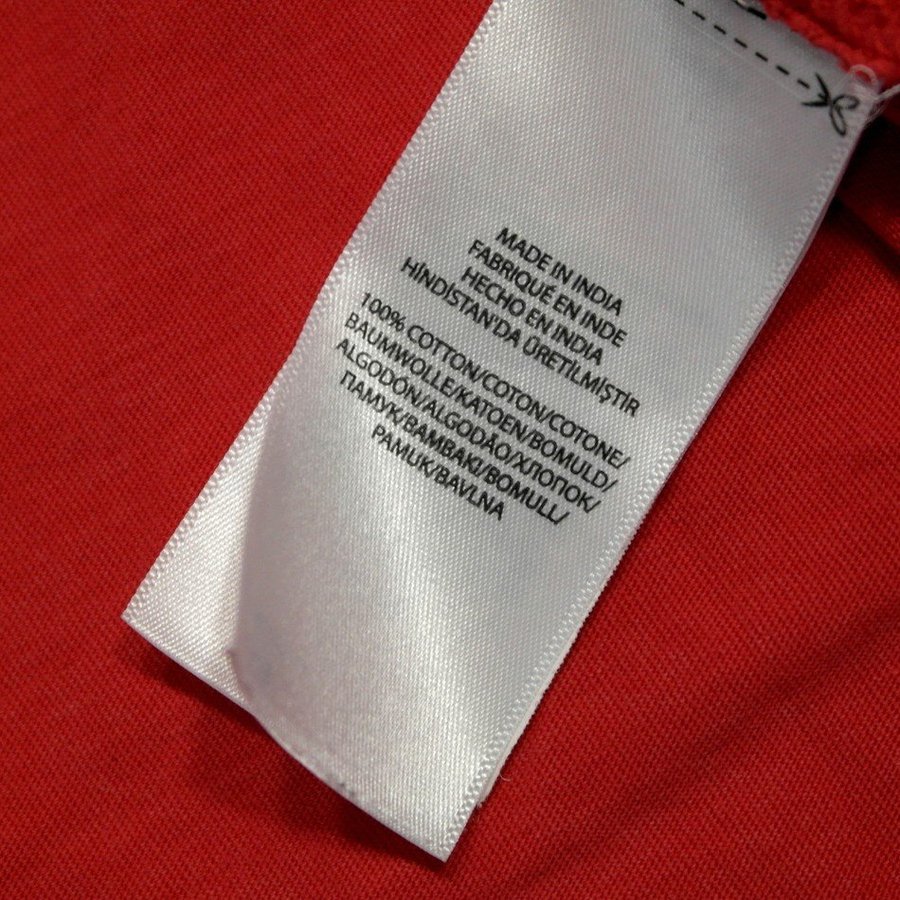 MADE IN INDIA
FABRIQUÉ EN INDE
HECHO EN INDIA
HİNDİSTAN'DA ÜRETİLMİŞTİR
100% COTTON/COTON/COTONE/
BAUMWOLLE/KATOEN/BOMULD/
ALGODÓN/ALGODÃO/ХЛОПОК/
ПАМУК/ΒΑΜΒΑΚΙ/BOMULL/
PAMUK/BAVLNA